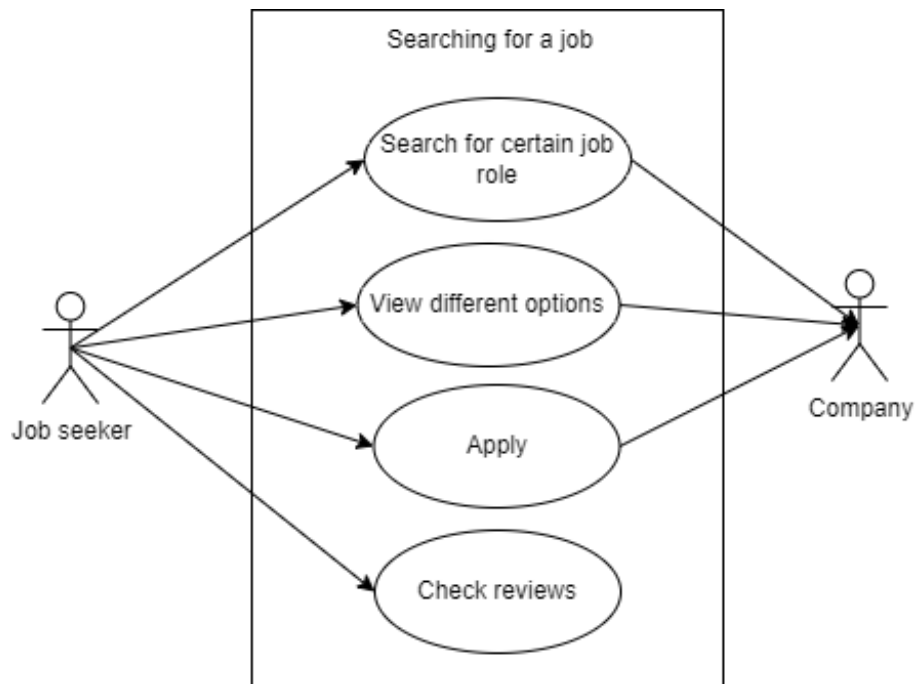 Searching for a job
Search for certain job
role
View different options
Apply
Check reviews
Job seeker
Company